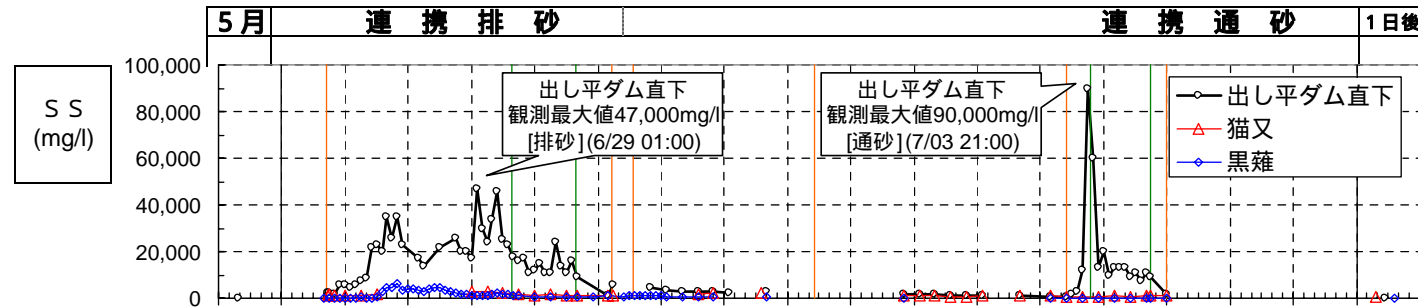 5月 連携排砂 連携通砂 1日後
SS
(mg/l)
100,000
80,000
60,000
40,000
20,000
0
出し平ダム直下
観測最大値47,000mg/l
[排砂](6/29 01:00)
出し平ダム直下
観測最大値90,000mg/l
[通砂](7/03 21:00)
出し平ダム直下
猫又
黒薙